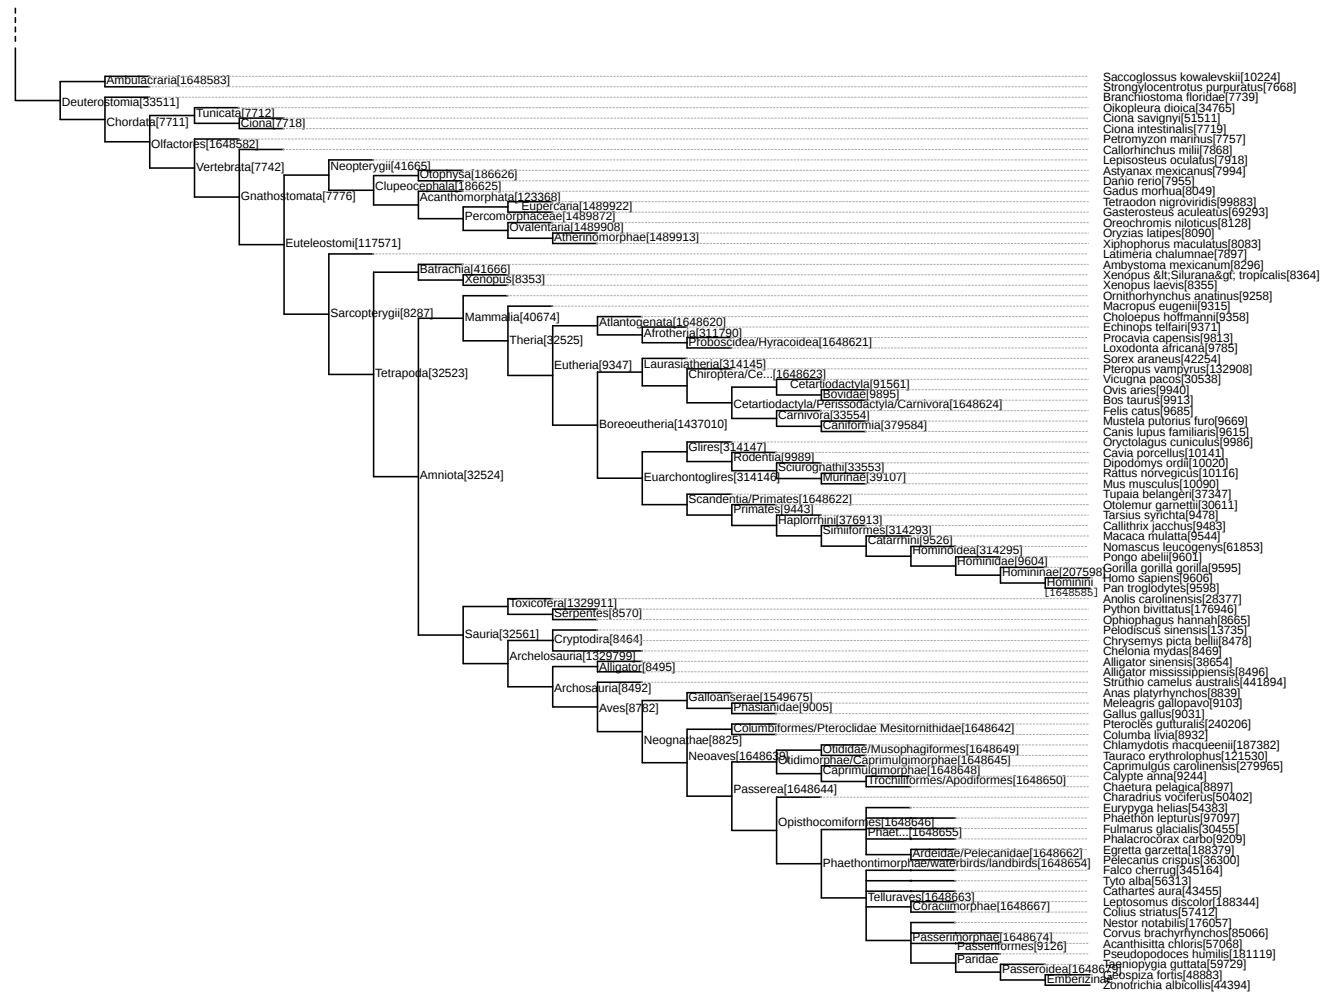 Ambulacraria[1648583]
Saccoglossus kowalevskii[10224]
Strongylocentrotus purpuratus[7668]
Deuterostomia[33511]
Branchiostoma floridae[7739]
Tunicata[7712]
Oikopleura dioica[34765]
Chordata[7711]
Ciona[7718]
Ciona savignyi[51511]
Ciona intestinalis[7719]
Olfactores[1648582]
Petromyzon marinus[7757]
Callorhinchus milii[7868]
Vertebrata[7742]
Neopterygii[41665]
Lepisosteus oculatus[7918]
Otophysa[186626]
Astyanax mexicanus[7994]
Danio rerio[7955]
Clupeocephala[186625]
Gnathostomata[7776]
Acanthomorphata[123368]
Gadus morhua[8049]
Eupercaria[1489922]
Tetraodon nigroviridis[99883]
Gasterosteus aculeatus[69293]
Percomorphaceae[1489872]
Oreochromis niloticus[8128]
Ovalentaria[1489908]
Oryzias latipes[8090]
Atherinomorphae[1489913]
Xiphophorus maculatus[8083]
Euteleostomi[117571]
Latimeria chalumnae[7897]
Batrachia[41666]
Ambystoma mexicanum[8296]
Xenopus[8353]
Xenopus &lt;Silurana&gt; tropicalis[8364]
Xenopus laevis[8355]
Sarcopterygii[8287]
Ornithorhynchus anatinus[9258]
Mammalia[40674]
Macropus eugenii[9315]
Atlantogenata[1648620]
Choloepus hoffmanni[9358]
Afrotheria[311790]
Echinops telfairi[9371]
Theria[32525]
Proboscidea/Hyracoidea[1648621]
Procavia capensis[9813]
Loxodonta africana[9785]
Eutheria[9347]
Laurasiatheria[314145]
Sorex araneus[42254]
Tetrapoda[32523]
Chiroptera/Ce...[1648623]
Pteropus vampyrus[132908]
Cetartiodactyla[91561]
Vicugna pacos[30538]
Bovidae[9895]
Ovis aries[9940]
Bos taurus[9913]
Cetartiodactyla/Perissodactyla/Carnivora[1648624]
Carnivora[33554]
Felis catus[9685]
Mustela putorius furo[9669]
Boreoeutheria[1437010]
Caniformia[379584]
Canis lupus familiaris[9615]
Glires[314147]
Oryctolagus cuniculus[9986]
Rodentia[9989]
Cavia porcellus[10141]
Sciurognathi[33553]
Dipodomys ordii[10020]
Amniota[32524]
Euarchontoglires[314146]
Murinae[39107]
Rattus norvegicus[10116]
Mus musculus[10090]
Scandentia/Primates[1648622]
Tupaia belangeri[37347]
Primates[9443]
Otolemur garnettii[30611]
Haplorrhini[376913]
Tarsius syrichta[9478]
Simiiformes[314293]
Callithrix jacchus[9483]
Catarrhini[9526]
Macaca mulatta[9544]
Hominoidea[314295]
Nomascus leucogenys[61853]
Hominidae[9604]
Pongo abelii[9601]
Homininae[207598]
Gorilla gorilla gorilla[9595]
Hominini
[1648585]
Homo sapiens[9606]
Pan troglodytes[9598]
Toxicofera[1329911]
Anolis carolinensis[28377]
Serpentes[8570]
Python bivittatus[176946]
Ophiophagus hannah[8665]
Sauria[32561]
Pelodiscus sinensis[13735]
Cryptodira[8464]
Chrysemys picta bellii[8478]
Chelonia mydas[8469]
Archelosauria[1329799]
Alligator[8495]
Alligator sinensis[38654]
Alligator mississippiensis[8496]
Archosauria[8492]
Struthio camelus australis[441894]
Galloanserae[1549675]
Anas platyrhynchos[8839]
Aves[8782]
Phasianidae[9005]
Meleagris gallopavo[9103]
Gallus gallus[9031]
Columbiformes/Pteroclidae Mesitornithidae[1648642]
Pterocles gutturalis[240206]
Columba livia[8932]
Neognathae[8825]
Otididae/Musophagiformes[1648649]
Chlamydotis macqueenii[187382]
Neoaves[1648639]
Otidimorphae/Caprimulgimorphae[1648645]
Tauraco erythrolophus[121530]
Caprimulgimorphae[1648648]
Caprimulgus carolinensis[279965]
Trochiliformes/Apodiformes[1648650]
Calypte anna[9244]
Chaetura pelagica[8897]
Passerea[1648644]
Charadrius vociferus[50402]
Eurypyga helias[54383]
Opisthocomiformes[1648646]
Phaethon lepturus[97097]
Phaet...[1648655]
Fulmarus glacialis[30455]
Phalacrocorax carbo[9209]
Ardeidae/Pelecanidae[1648662]
Egretta garzetta[188379]
Pelecanus crispus[36300]
Phaethontimorphae/waterbirds/landbirds[1648654]
Falco cherrug[345164]
Tyto alba[56313]
Cathartes aura[43455]
Telluraves[1648663]
Coraciimorphae[1648667]
Leptosomus discolor[188344]
Colius striatus[57412]
Nestor notabilis[176057]
Passerimorphae[1648674]
Corvus brachyrhynchos[85066]
Passeriformes[9126]
Acanthisitta chloris[57068]
Paridae
Pseudopodoces humilis[181119]
Passeroidea[1648679]
Taeniopygia guttata[59729]
Emberizinae
Geospiza fortis[48883]
Zonotrichia albicollis[44394]